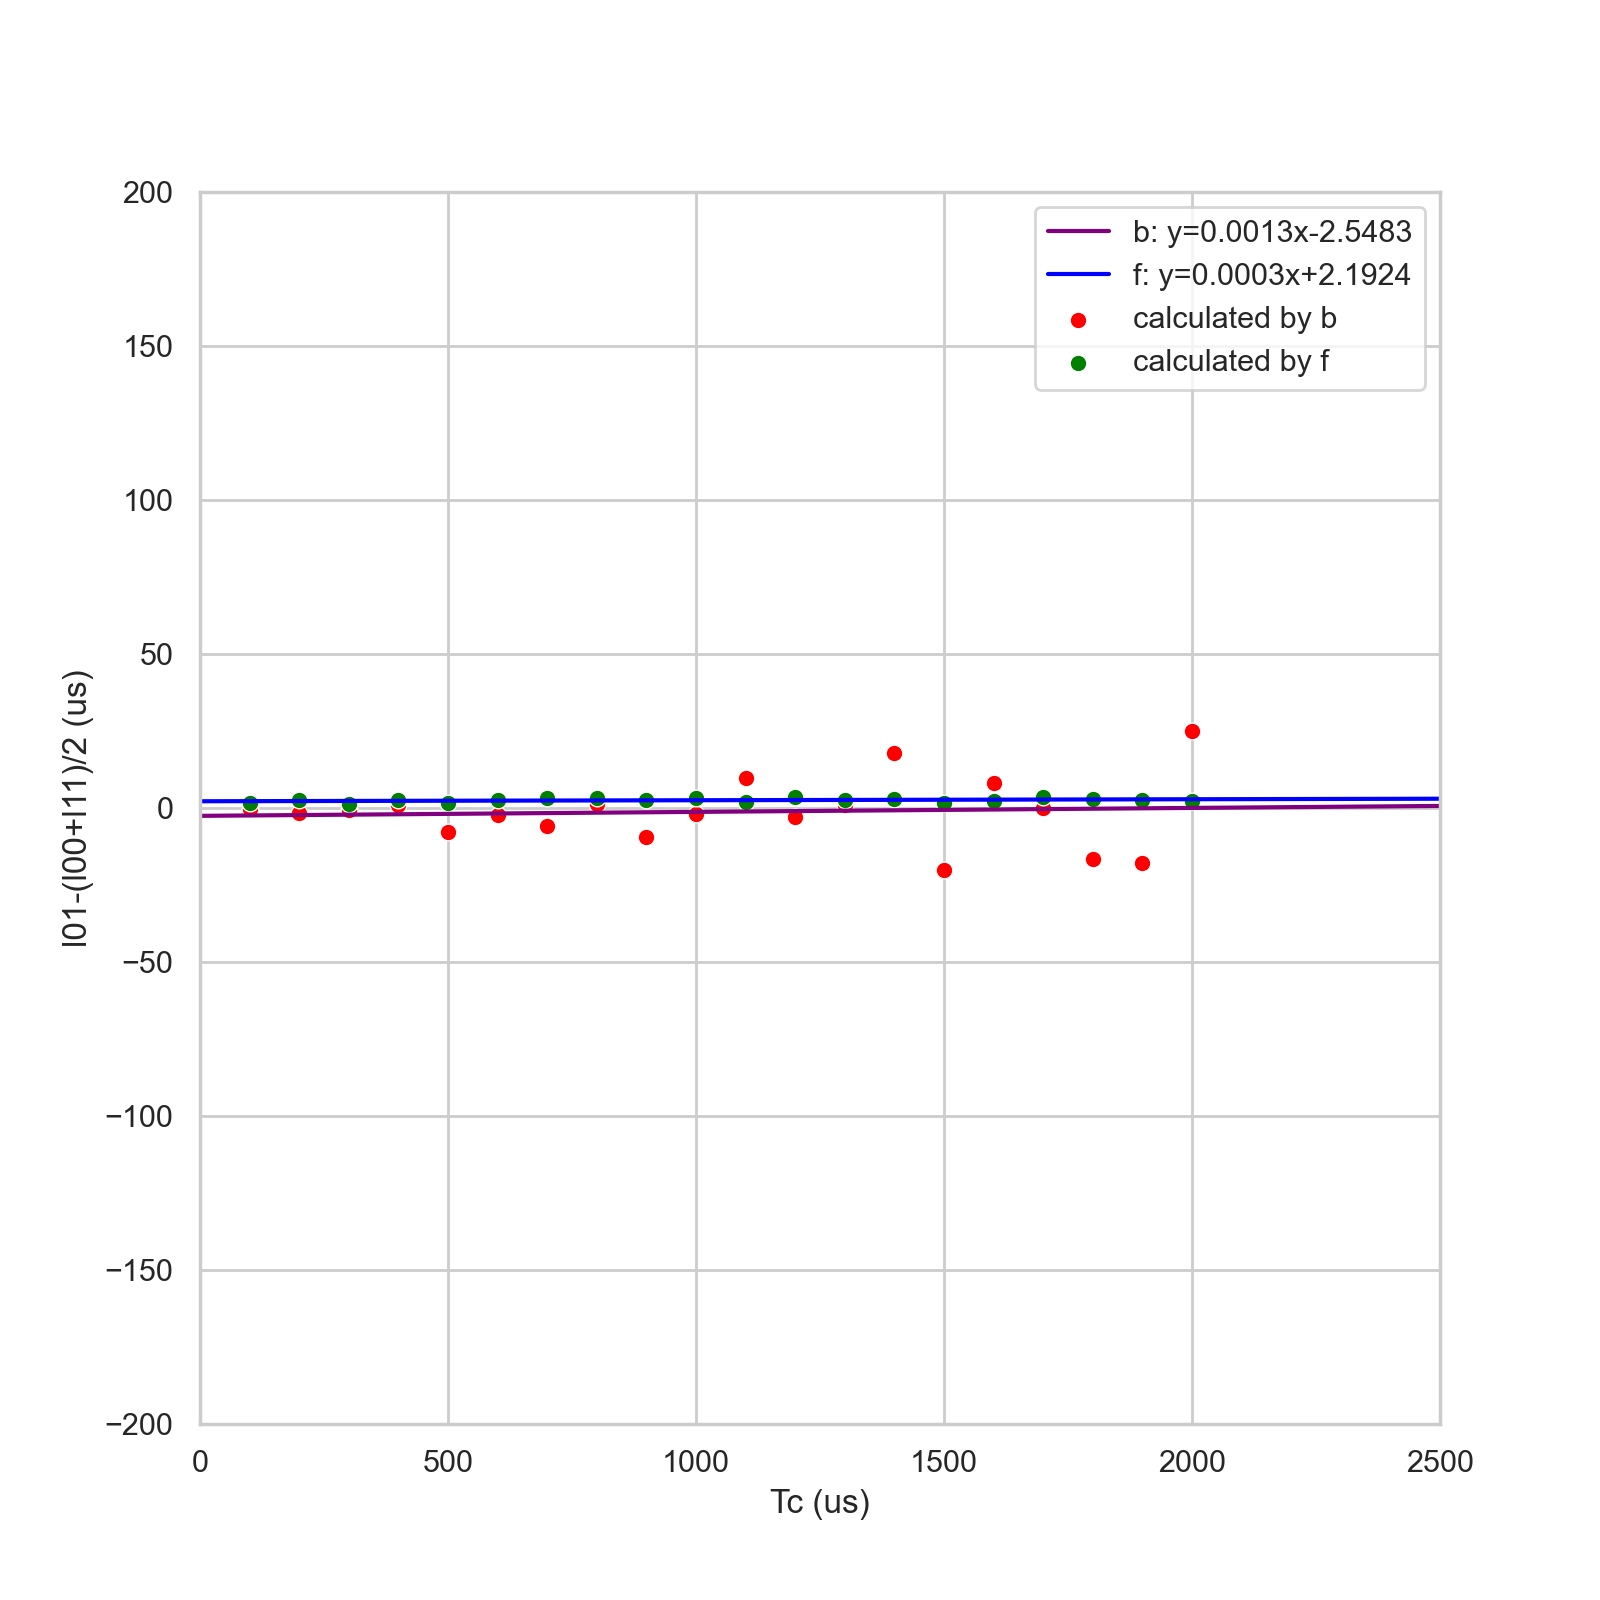 200
150
100
50
0
−50
−100
−150
−200
0 500 1000 1500 2000 2500
Tc (us)
I01-(I00+I11)/2 (us)
b: y=0.0013x-2.5483
f: y=0.0003x+2.1924
calculated by b
calculated by f